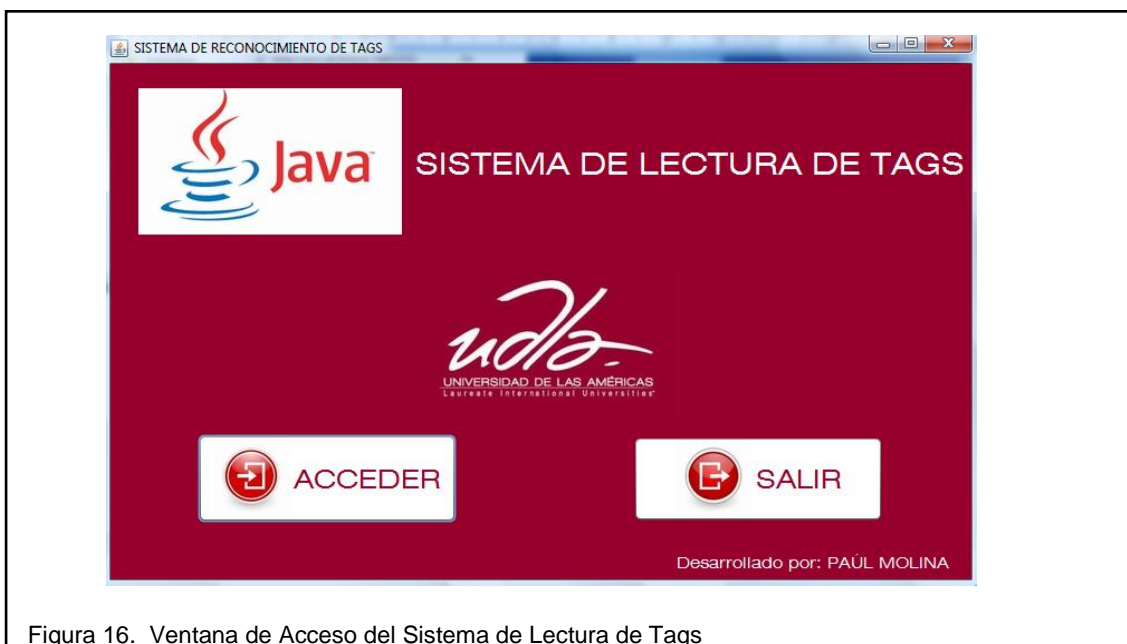 SISTEMA DE RECONOCIMIENTO DE TAGS
Java
SISTEMA DE LECTURA DE TAGS
udla.
UNIVERSIDAD DE LAS AMÉRICAS
Laureate International Universities
ACCEDER
SALIR
Desarrollado por: PAÚL MOLINA
Figura 16. Ventana de Acceso del Sistema de Lectura de Tags